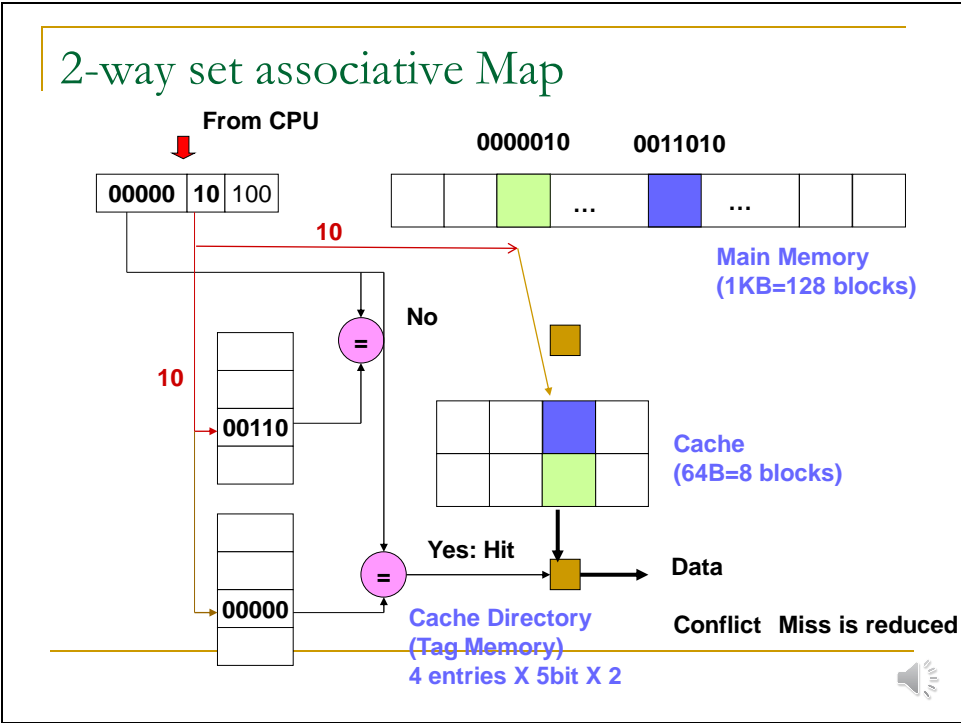 2-way set associative Map
From CPU
0000010 0011010
00000 10 100
… …
10
Main Memory
(1KB=128 blocks)
No
=
10
00110
Cache
(64B=8 blocks)
Yes: Hit
=
Data
00000
Cache Directory
(Tag Memory)
4 entries X 5bit X 2
Conflict Miss is reduced